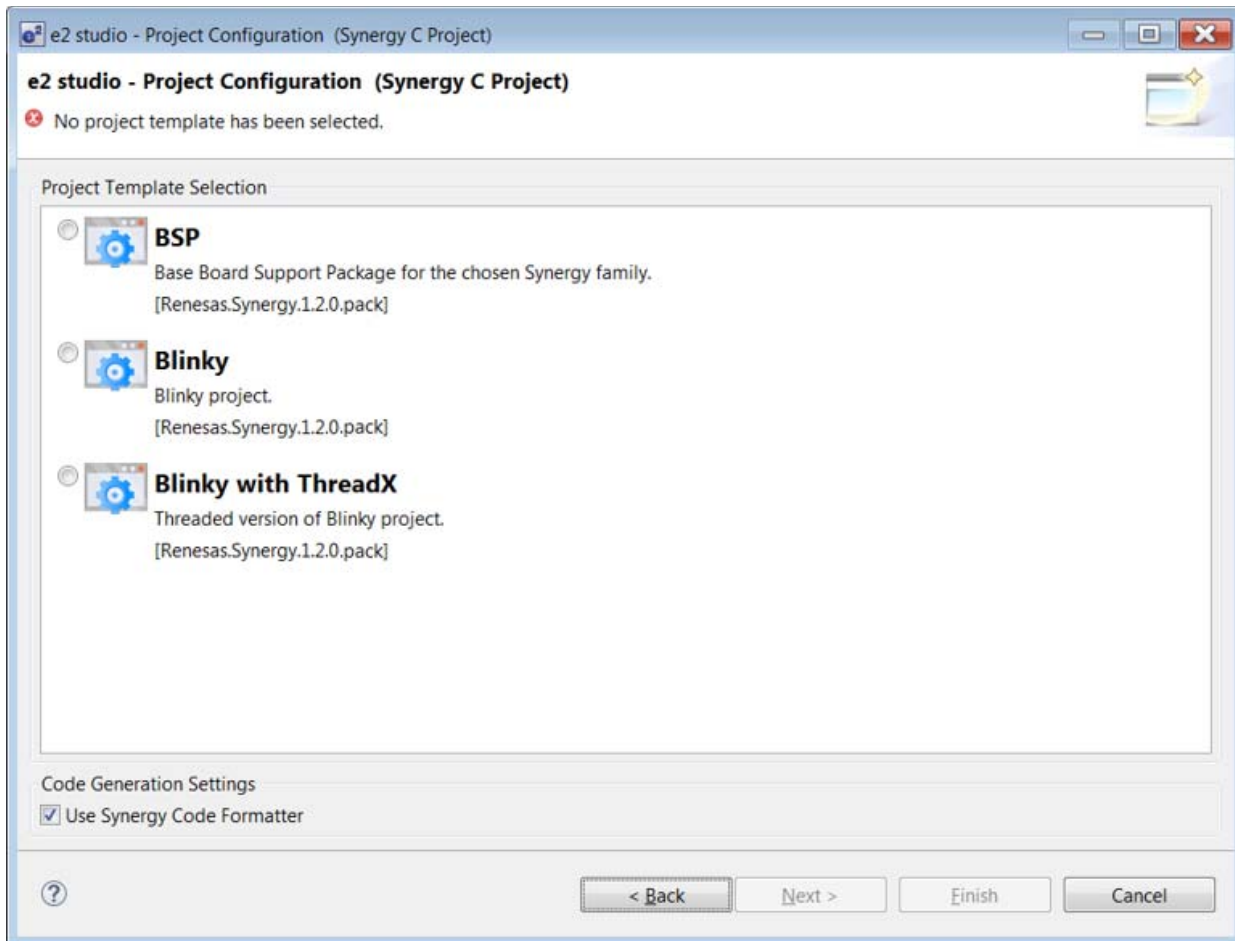 e2 studio - Project Configuration (Synergy C Project)
e2 studio - Project Configuration (Synergy C Project)
No project template has been selected.
Project Template Selection
BSP
Base Board Support Package for the chosen Synergy family.
[Renesas.Synergy.1.2.0.pack]
Blinky
Blinky project.
[Renesas.Synergy.1.2.0.pack]
Blinky with ThreadX
Threaded version of Blinky project.
[Renesas.Synergy.1.2.0.pack]
Code Generation Settings
Use Synergy Code Formatter
< Back Next > Finish Cancel